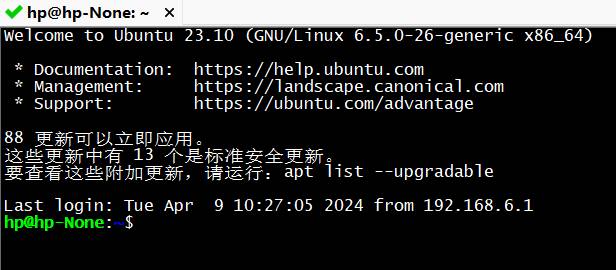 hp@hp-None: ~ ×
Welcome to Ubuntu 23.10 (GNU/Linux 6.5.0-26-generic x86_64)
* Documentation:  https://help.ubuntu.com
* Management:     https://landscape.canonical.com
* Support:        https://ubuntu.com/advantage
88 更新可以立即应用。
这些更新中有 13 个是标准安全更新。
要查看这些附加更新，请运行：apt list --upgradable
Last login: Tue Apr  9 10:27:05 2024 from 192.168.6.1
hp@hp-None:~$